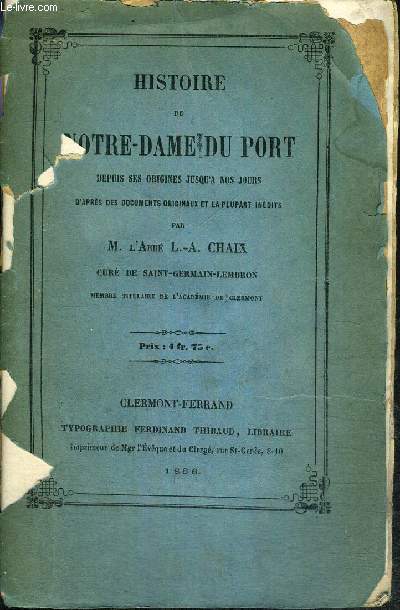 HISTOIRE
DE
NOTRE-DAME DU PORT
DEPUIS SES ORIGINES JUSQU'A NOS JOURS
D'APRÈS DES DOCUMENTS ORIGINAUX ET LA PLUPART INÉDITS
PAR
M. L'ABBÉ L.-A. CHAIX
CURÉ DE SAINT-GERMAIN-LEMBRON
MEMBRE TITULAIRE DE L'ACADÉMIE DE CLERMONT
Prix : 4 fr. 75 c.
CLERMONT-FERRAND
TYPOGRAPHIE FERDINAND THIBAUD, LIBRAIRE
Imprimeur de Mgr l'Évêque et du Clergé, rue St-Genès, 8-10
1866.